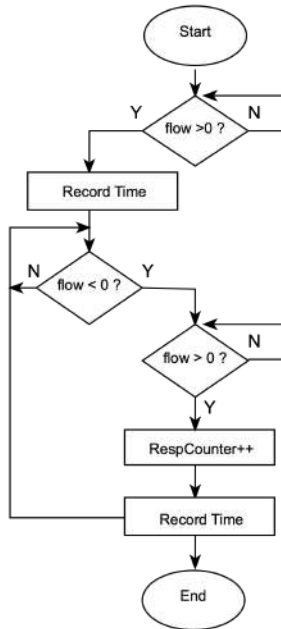 Start
Y
flow >0 ?
N
Record Time
N
flow < 0 ?
Y
flow > 0 ?
N
Y
RespCounter++
Record Time
End